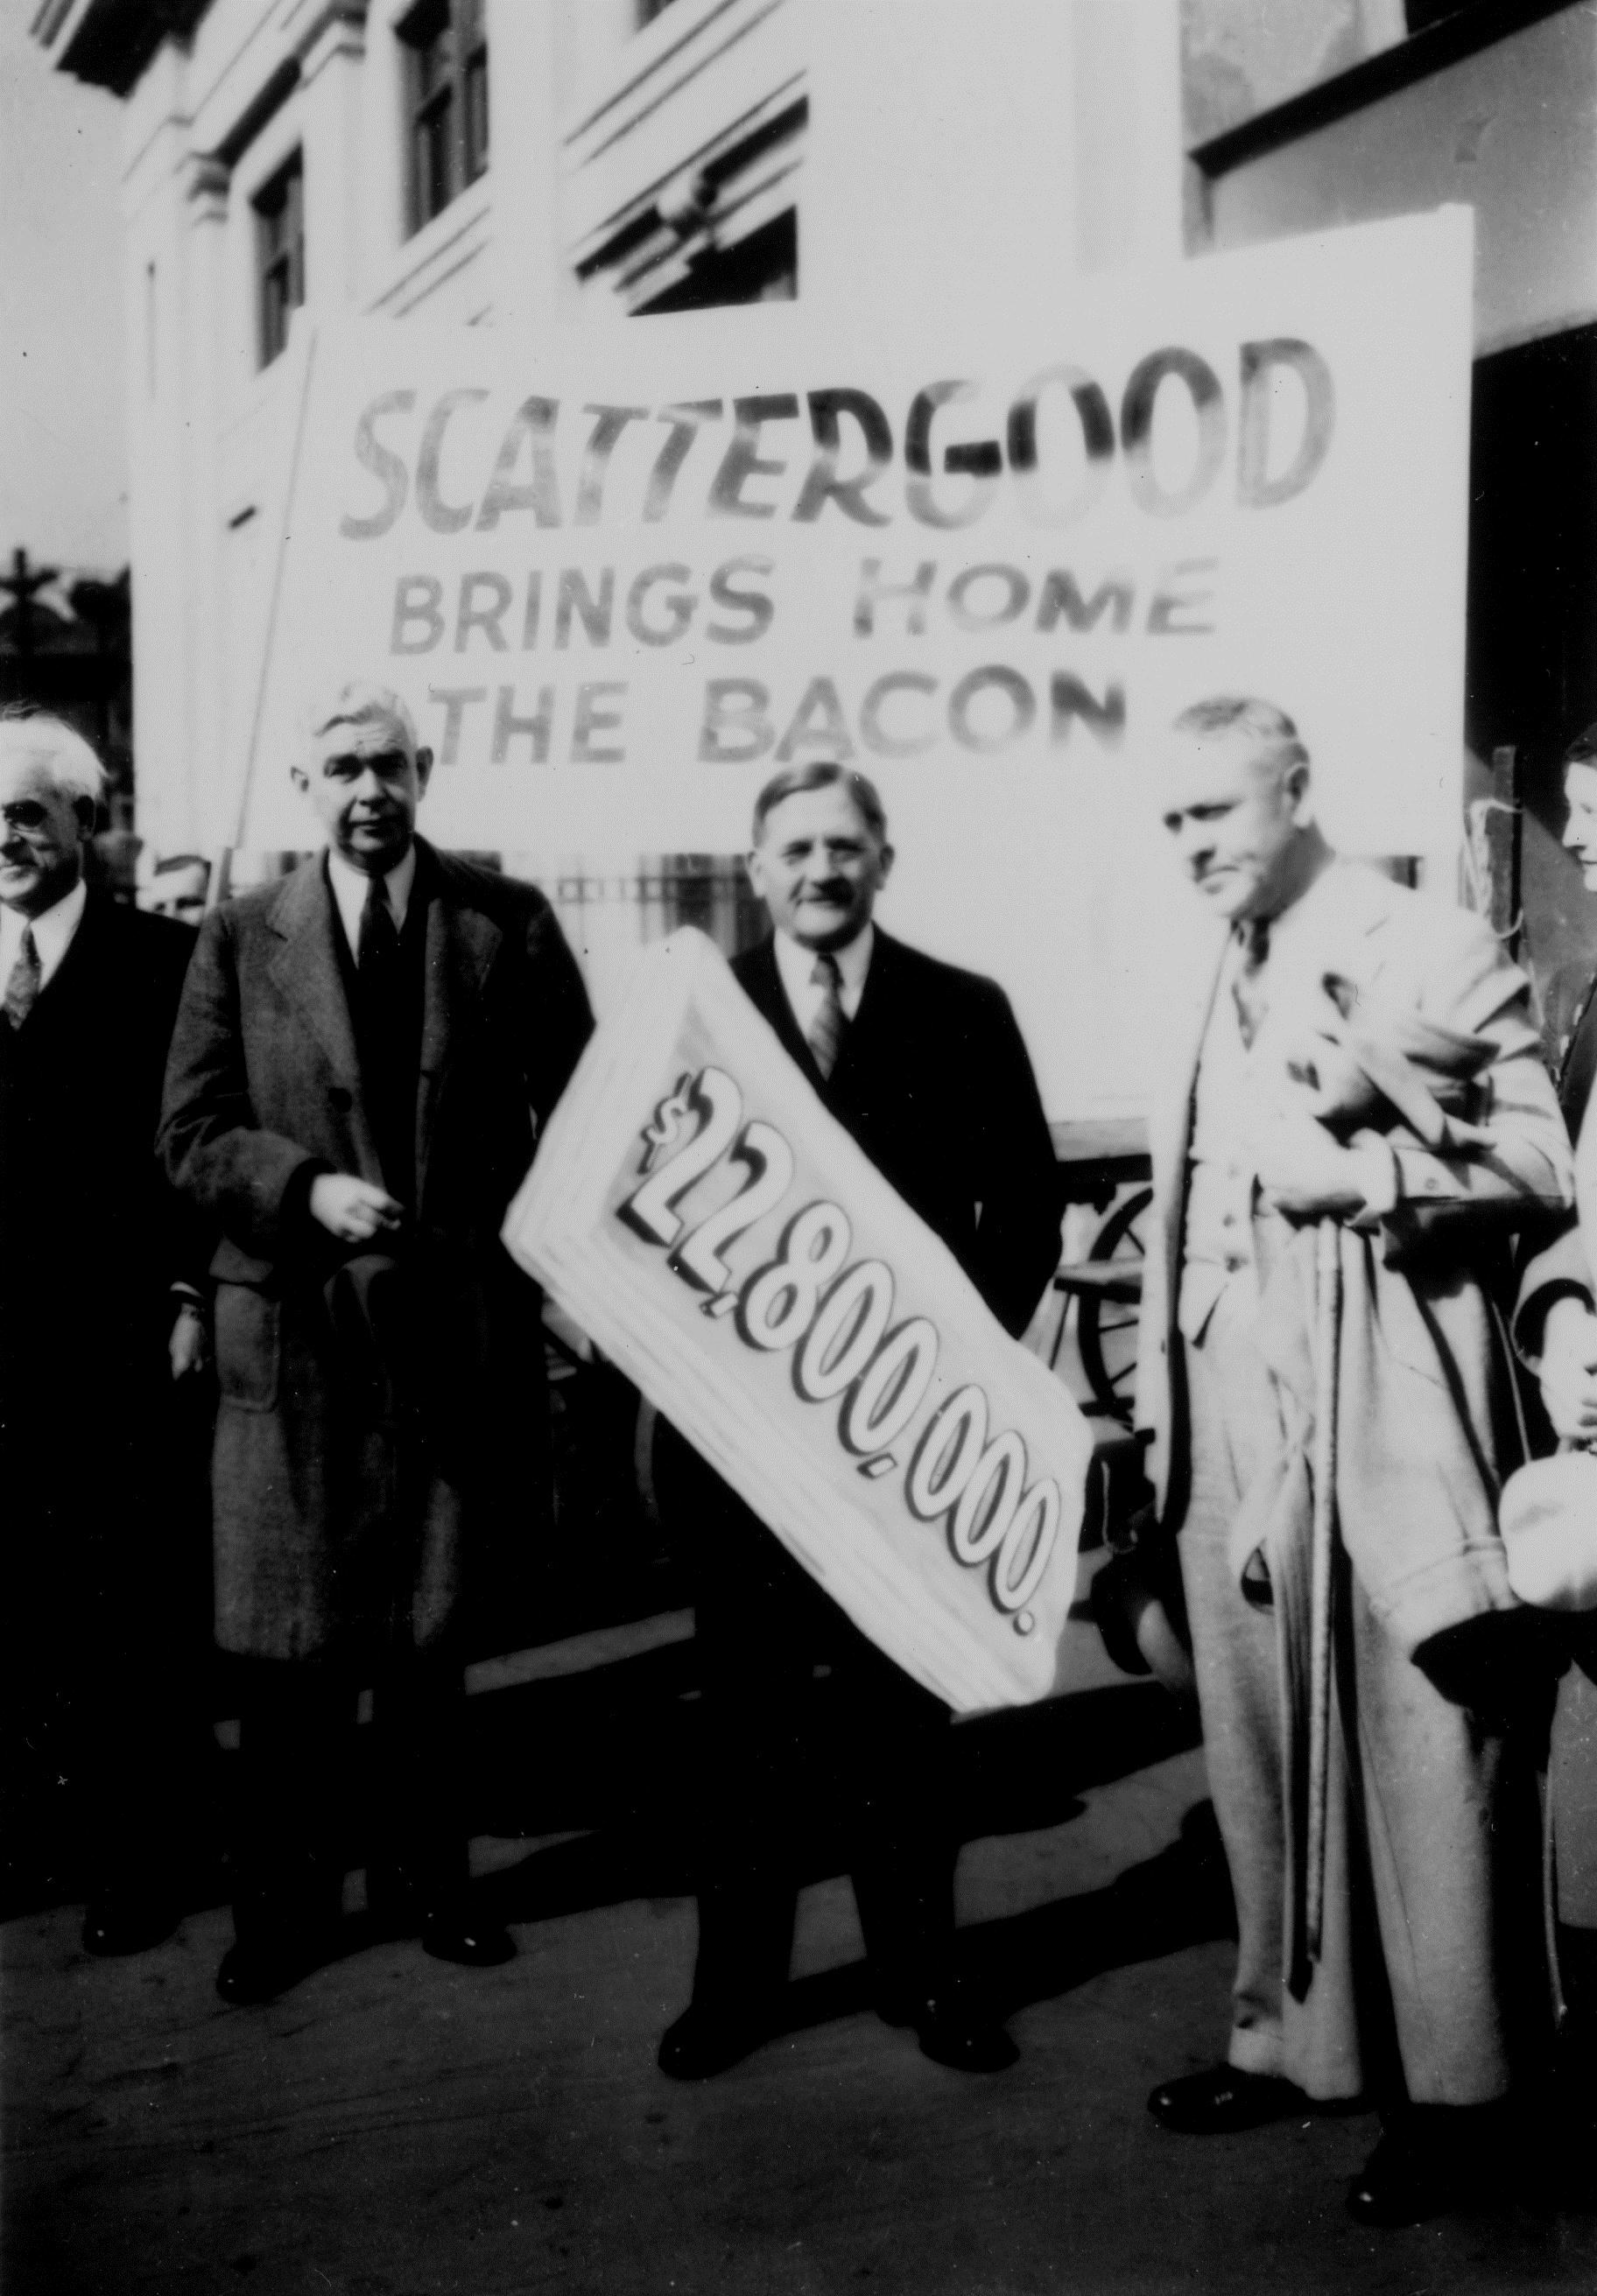 SCATTERGOOD
BRINGS HOME
THE BACON
$22,800,000.